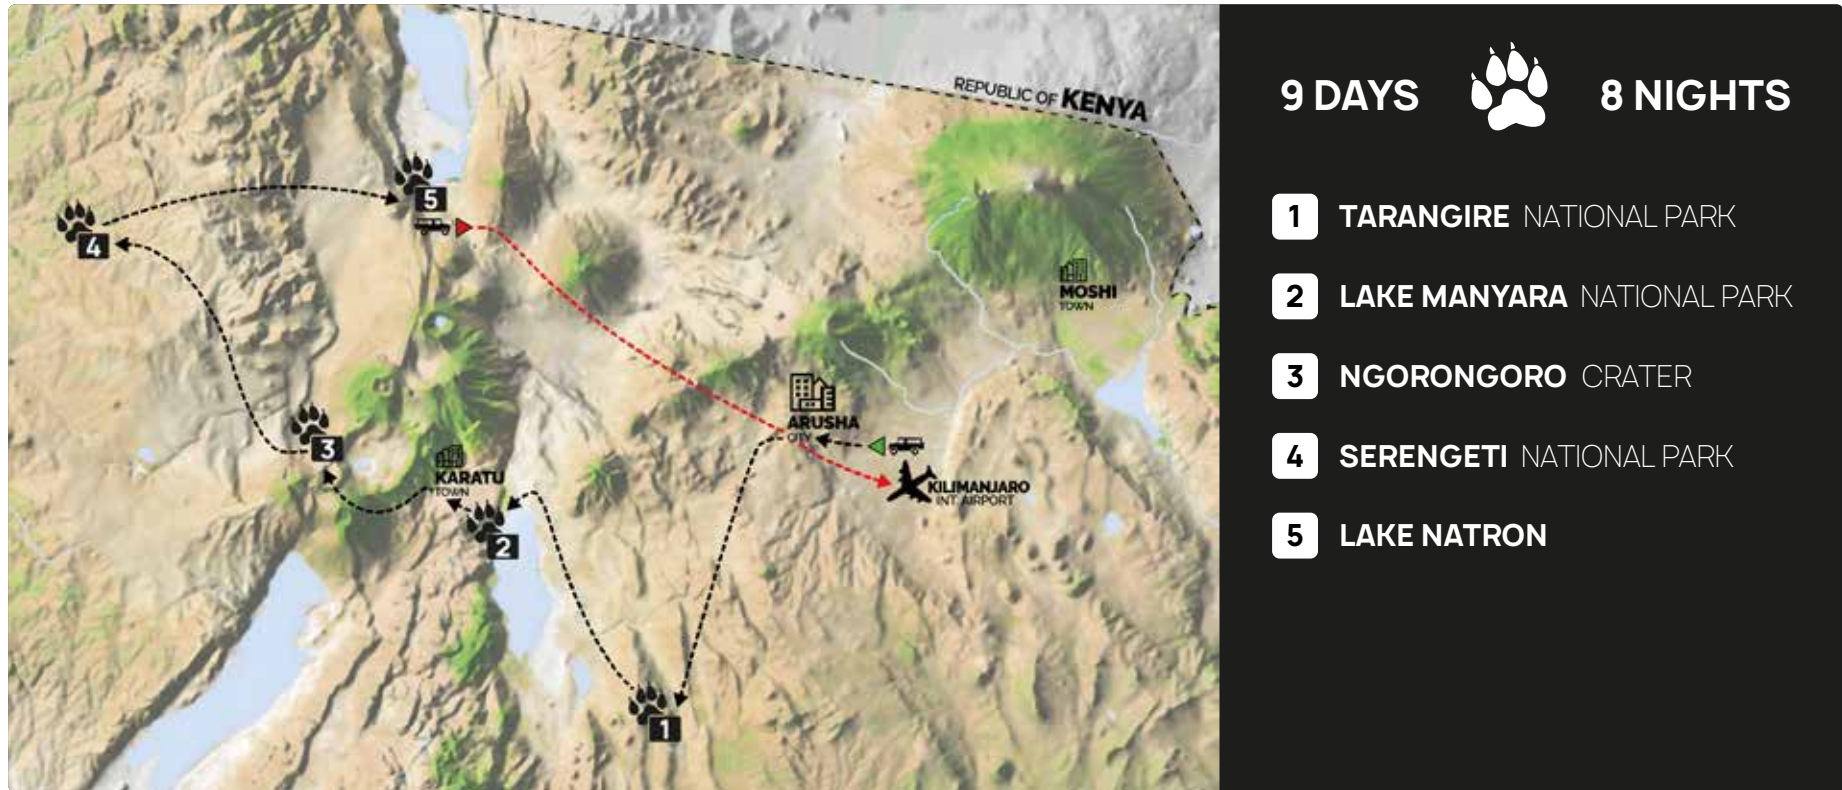 REPUBLIC OF KENYA
5
4
MOSHI
TOWN
ARUSHA
CITY
3
KARATU
TOWN
KILIMANJARO
INT. AIRPORT
2
1
9 DAYS 8 NIGHTS
1 TARANGIRE NATIONAL PARK
2 LAKE MANYARA NATIONAL PARK
3 NGORONGORO CRATER
4 SERENGETI NATIONAL PARK
5 LAKE NATRON